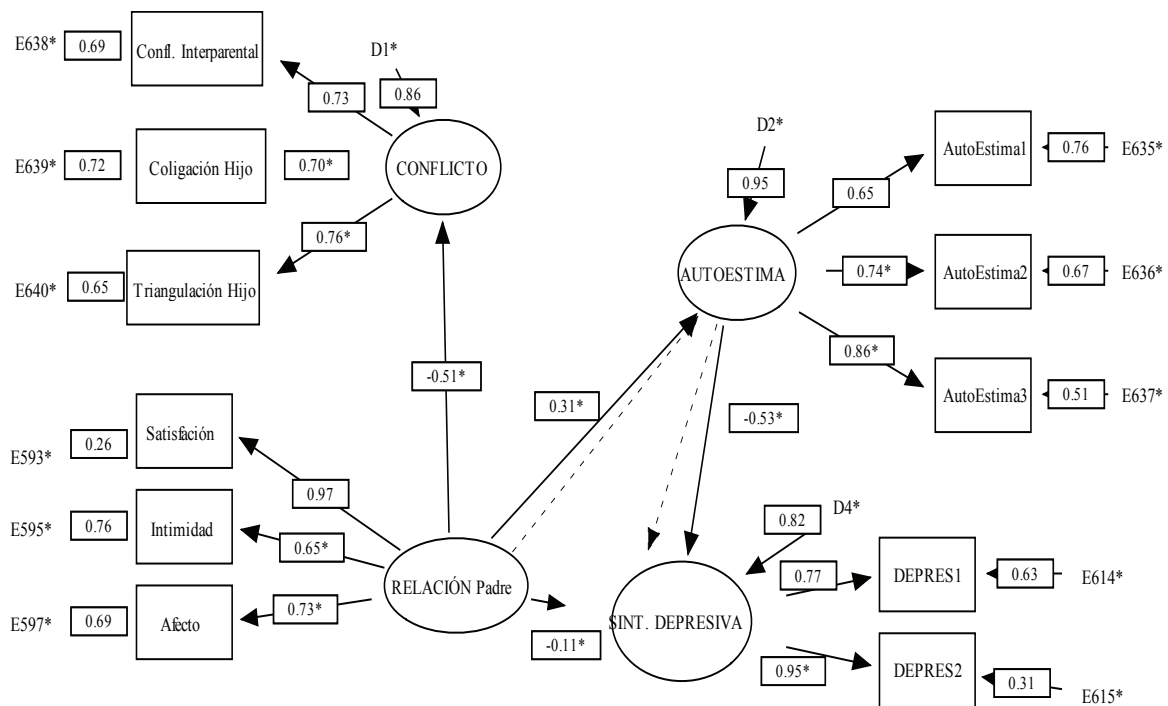 E638*
0.69
Confl. Interparental
0.73
D1*
0.86
E639*
0.72
Coligación Hijo
0.70*
CONFLICTO
E640*
0.65
Triangulación Hijo
0.76*
D2*
0.95
AUTOESTIMA
0.65
AutoEstima1
0.76
E635*
0.74*
AutoEstima2
0.67
E636*
0.86*
AutoEstima3
0.51
E637*
-0.51*
0.31*
-0.53*
E593*
0.26
Satisfación
0.97
E595*
0.76
Intimidad
0.65*
E597*
0.69
Afecto
0.73*
RELACIÓN Padre
-0.11*
SINT. DEPRESIVA
0.82
D4*
0.77
DEPRES1
0.63
E614*
0.95*
DEPRES2
0.31
E615*